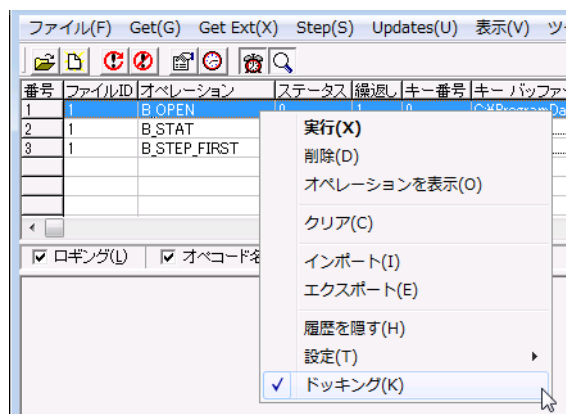 ファイル(F) Get(G) Get Ext(X) Step(S) Updates(U) 表示(V) ツ
番号 ファイルID オペレーション ステータス 繰返し キー番号 キー バッファ
1 1 B_OPEN 0 1 0 C:¥ProgramDa
2 1 B_STAT
3 1 B_STEP_FIRST
実行(X)
削除(D)
オペレーションを表示(O)
クリア(C)
インポート(I)
エクスポート(E)
履歴を隠す(H)
設定(T)
ドッキング(K)
ロギング(L) オペコード名